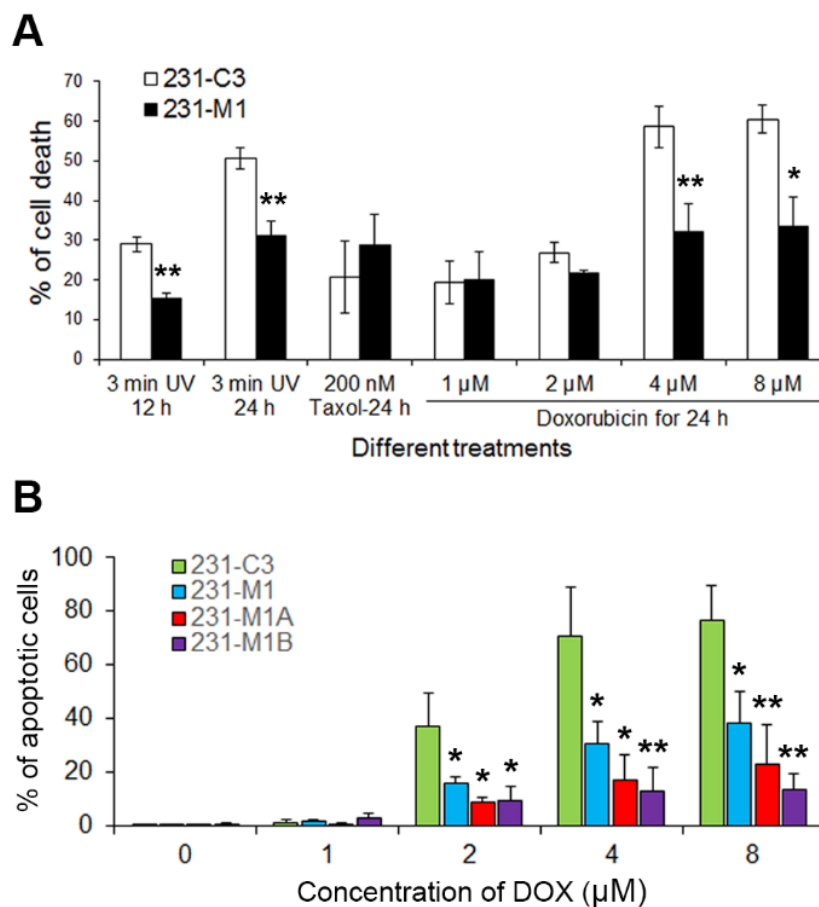 A
231-C3
231-M1
% of cell death
70
60
50
40
30
20
10
0
**
**
**
*
3 min UV 3 min UV 200 nM 1 µM 2 µM 4 µM 8 µM
12 h 24 h Taxol-24 h Doxorubicin for 24 h
Different treatments
B
231-C3
231-M1
231-M1A
231-M1B
% of apoptotic cells
100
80
60
40
20
0
* * *
* * **
* ** **
0 1 2 4 8
Concentration of DOX (µM)